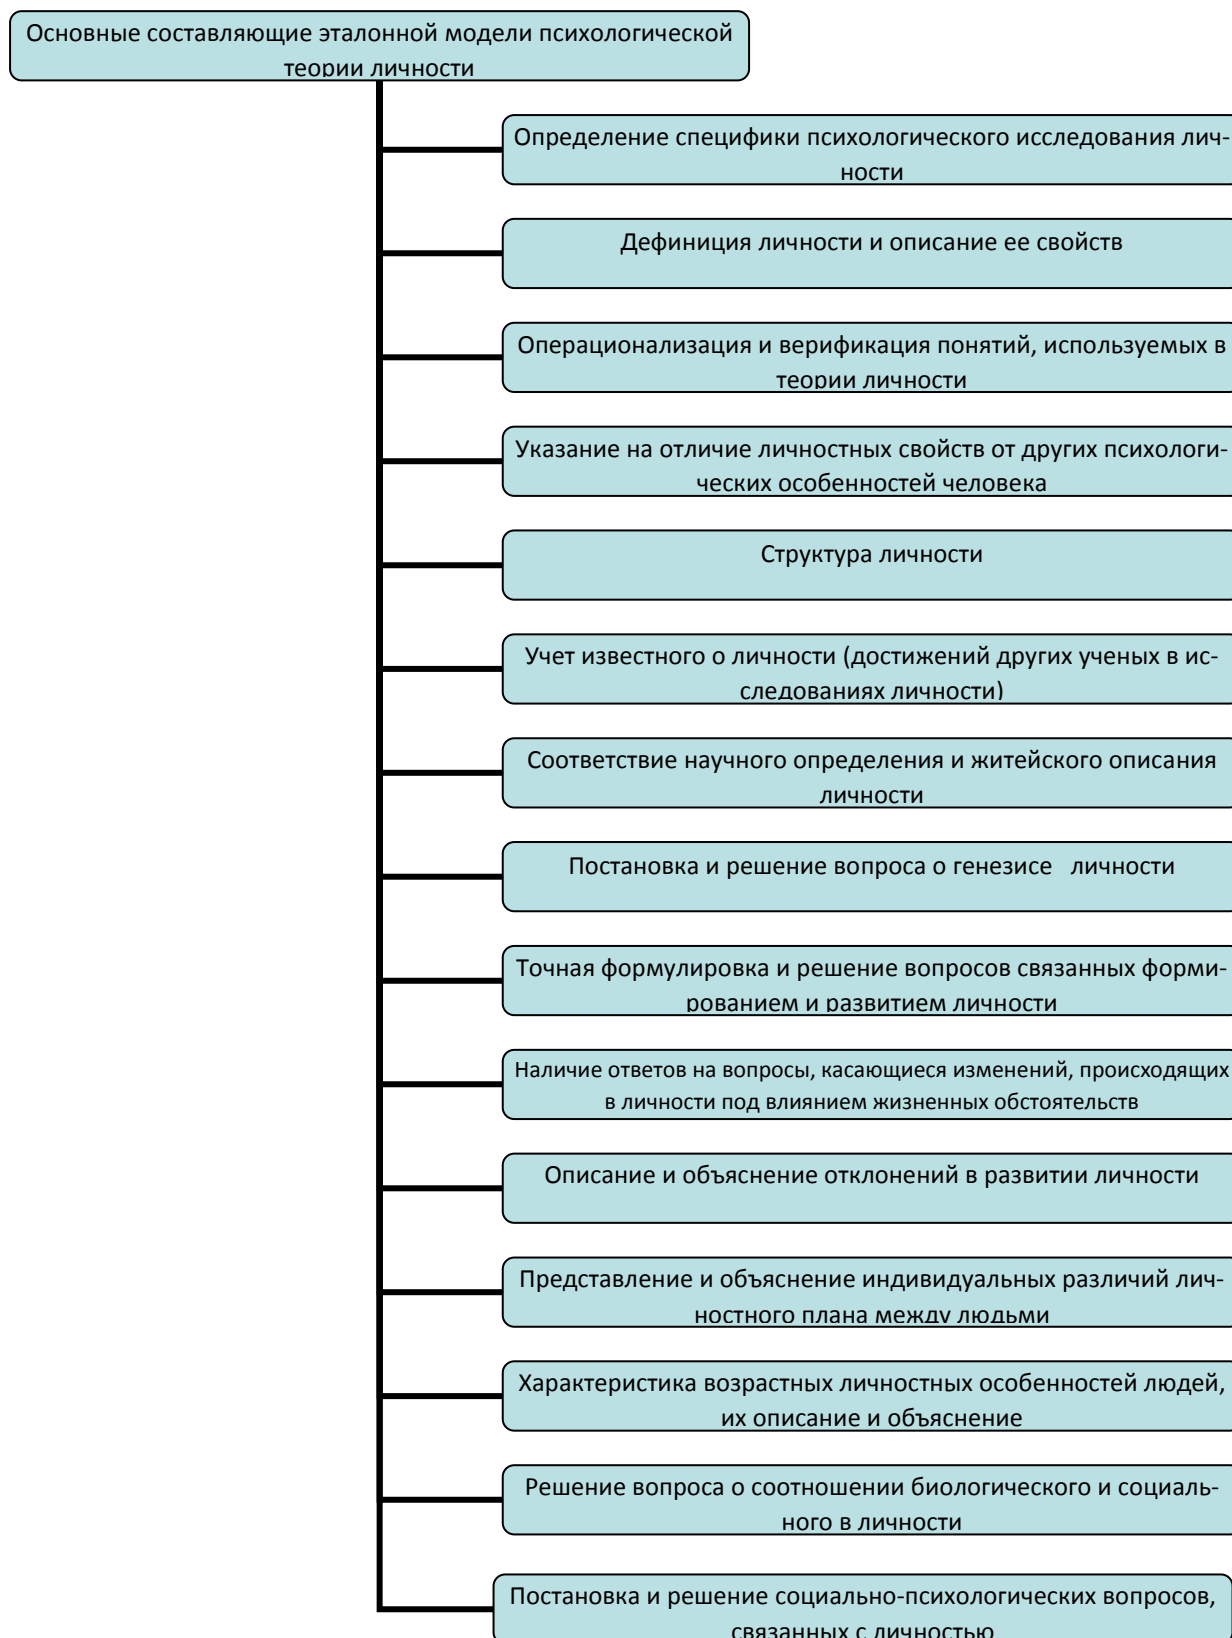 Основные составляющие эталонной модели психологической
теории личности
Определение специфики психологического исследования лич-
ности
Дефиниция личности и описание ее свойств
Операционализация и верификация понятий, используемых в
теории личности
Указание на отличие личностных свойств от других психологи-
ческих особенностей человека
Структура личности
Учет известного о личности (достижений других ученых в ис-
следованиях личности)
Соответствие научного определения и житейского описания
личности
Постановка и решение вопроса о генезисе личности
Точная формулировка и решение вопросов связанных форми-
рованием и развитием личности
Наличие ответов на вопросы, касающиеся изменений, происходящих
в личности под влиянием жизненных обстоятельств
Описание и объяснение отклонений в развитии личности
Представление и объяснение индивидуальных различий лич-
ностного плана между людьми
Характеристика возрастных личностных особенностей людей,
их описание и объяснение
Решение вопроса о соотношении биологического и социаль-
ного в личности
Постановка и решение социально-психологических вопросов,
связанных с личностью